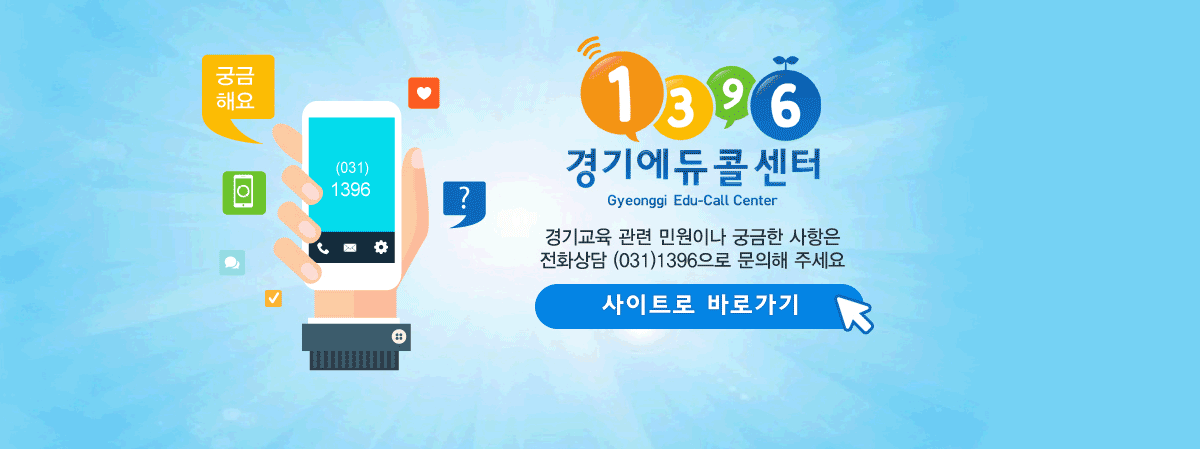 궁금
해요
(031)
1396
?
1396
경기에듀콜센터
Gyeonggi Edu-Call Center
경기교육 관련 민원이나 궁금한 사항은
전화상담 (031)1396으로 문의해 주세요
사이트로 바로가기